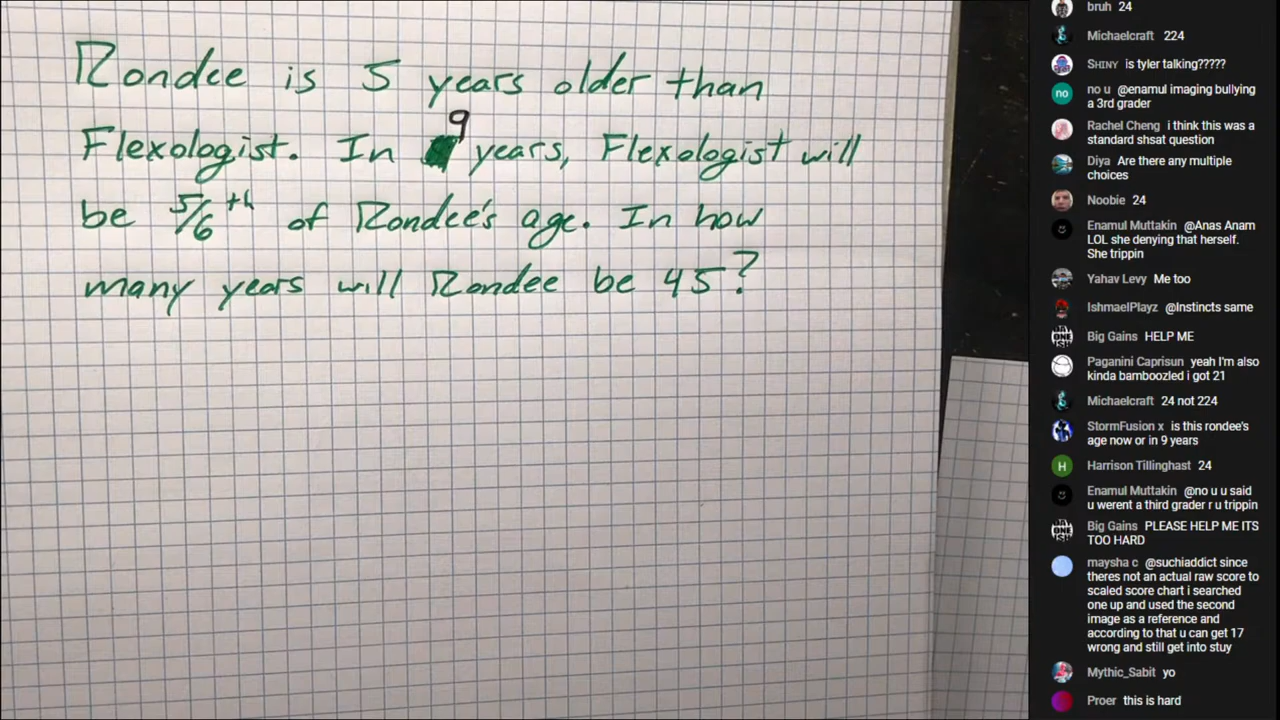 Rondee is 5 years older than
Flexologist. In 9 years, Flexologist will
be 5/6th of Rondee's age. In how
many years will Rondee be 45?
bruh 24
Michaelcraft 224
SHINY is tyler talking?????
no
no u @enamul imaging bullying
a 3rd grader
Rachel Cheng i think this was a
standard shsat question
Diya Are there any multiple
choices
Noobie 24
Enamul Muttakin @Anas Anam
LOL she denying that herself.
She trippin
Yahav Levy Me too
IshmaelPlayz @Instincts same
Big Gains HELP ME
Paganini Caprisun yeah I'm also
kinda bamboozled i got 21
Michaelcraft 24 not 224
StormFusion x is this rondee's
age now or in 9 years
H
Harrison Tillinghast 24
Enamul Muttakin @no u u said
u werent a third grader r u trippin
Big Gains PLEASE HELP ME ITS
TOO HARD
maysha c @suchiaddict since
theres not an actual raw score to
scaled score chart i searched
one up and used the second
image as a reference and
according to that u can get 17
wrong and still get into stuy
Mythic_Sabit yo
Proer this is hard